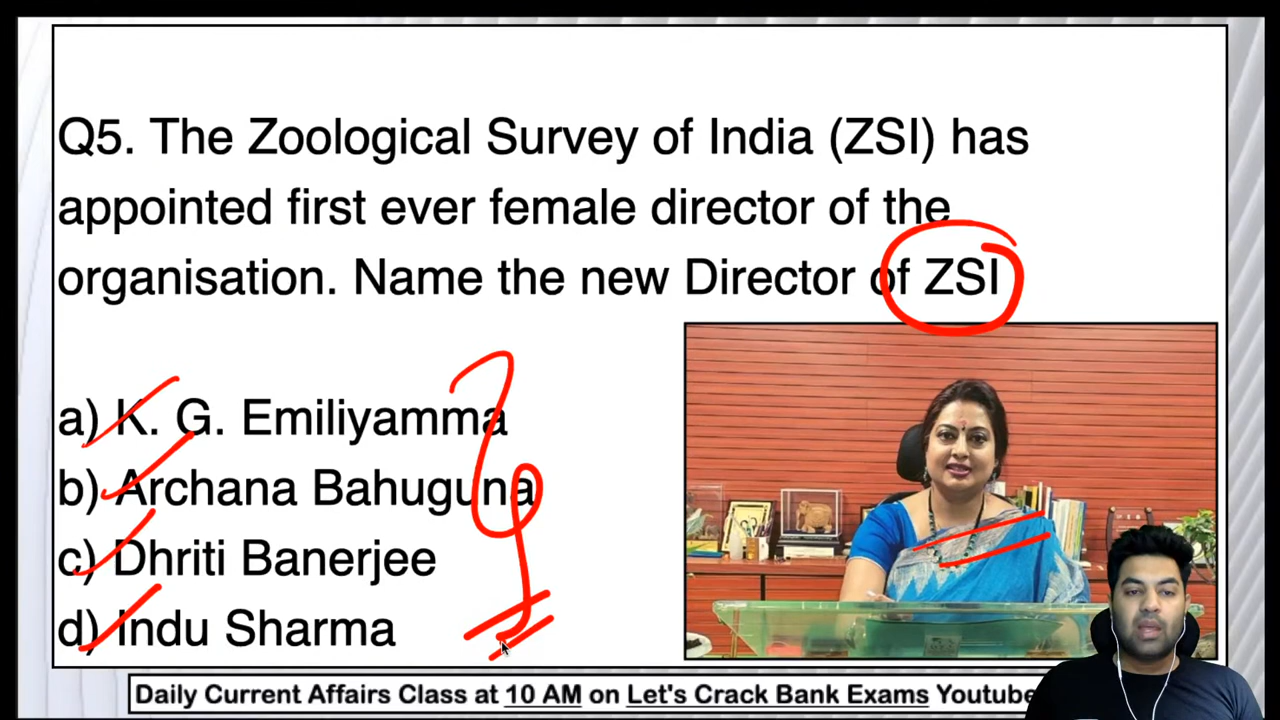 Q5. The Zoological Survey of India (ZSI) has
appointed first ever female director of the
organisation. Name the new Director of ZSI
a) K. G. Emiliyamma
b) Archana Bahuguna
c) Dhriti Banerjee
d) Indu Sharma
Daily Current Affairs Class at 10 AM on Let's Crack Bank Exams Youtube